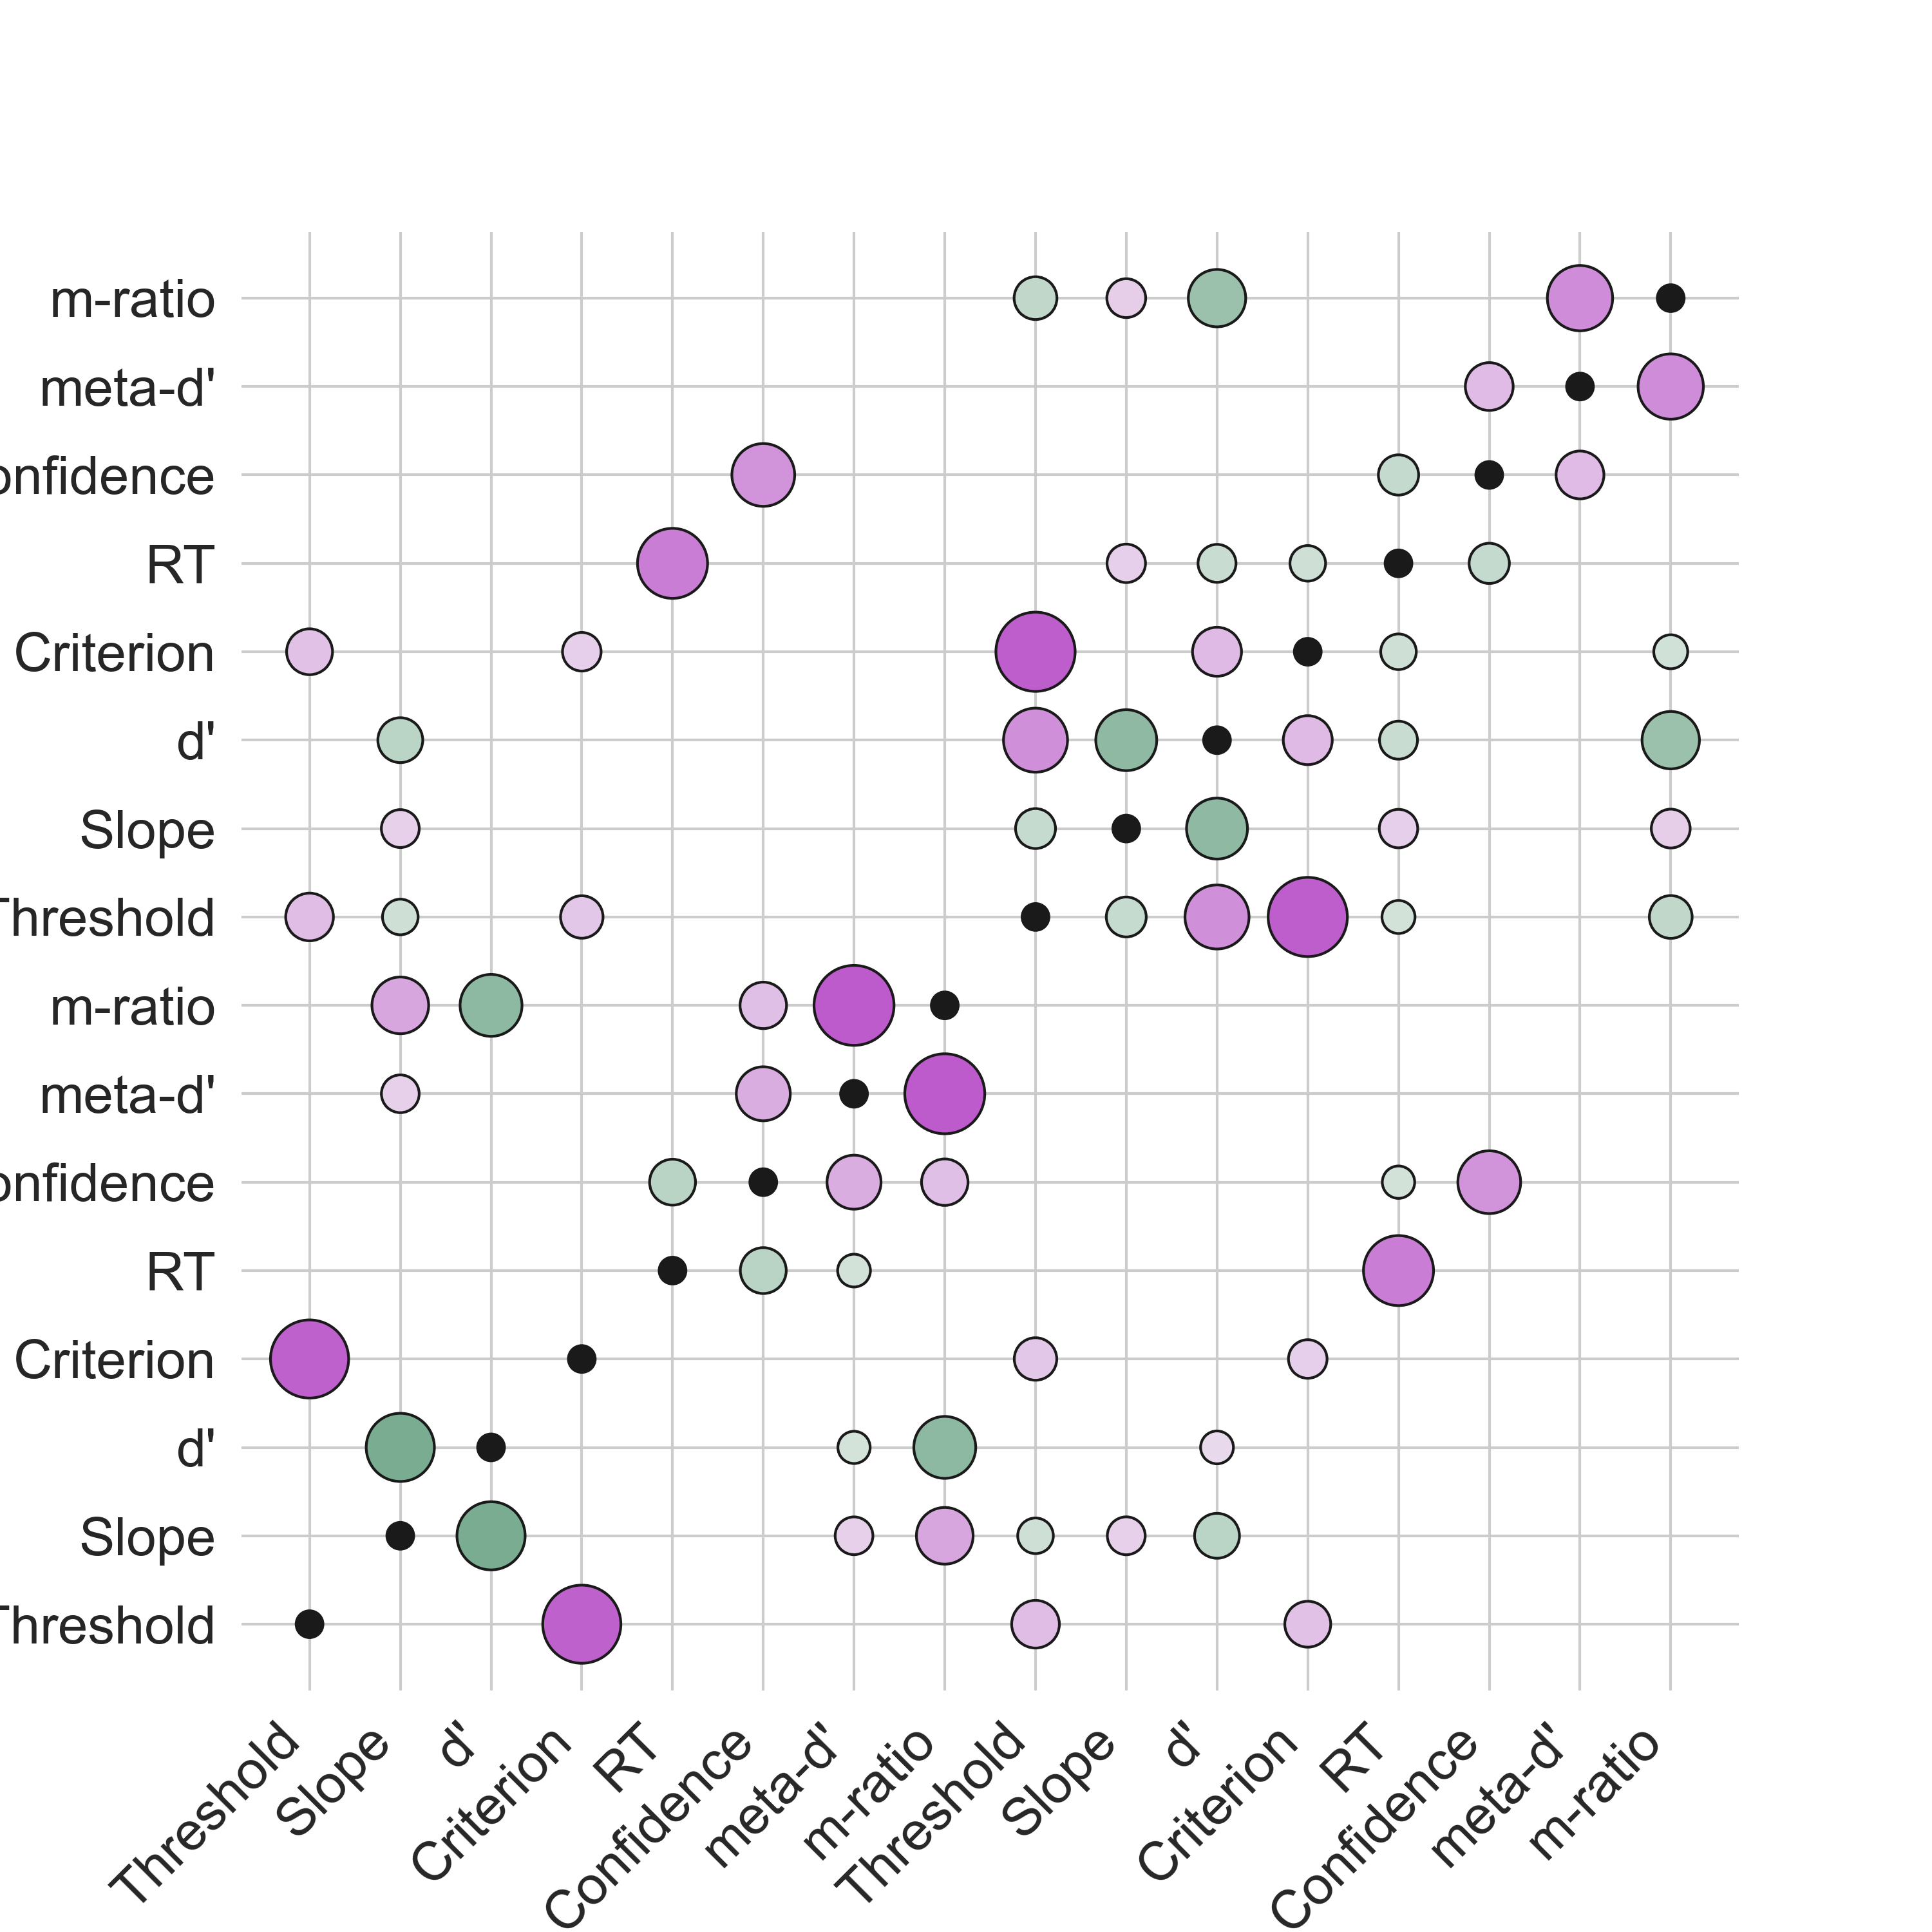 m-ratio
meta-d'
onfidence
RT
Criterion
d'
Slope
Threshold
m-ratio
meta-d'
onfidence
RT
Criterion
d'
Slope
Threshold
Threshold
Slope
d'
Criterion
RT
Confidence
meta-d'
m-ratio
Threshold
Slope
d'
Criterion
RT
Confidence
meta-d'
m-ratio